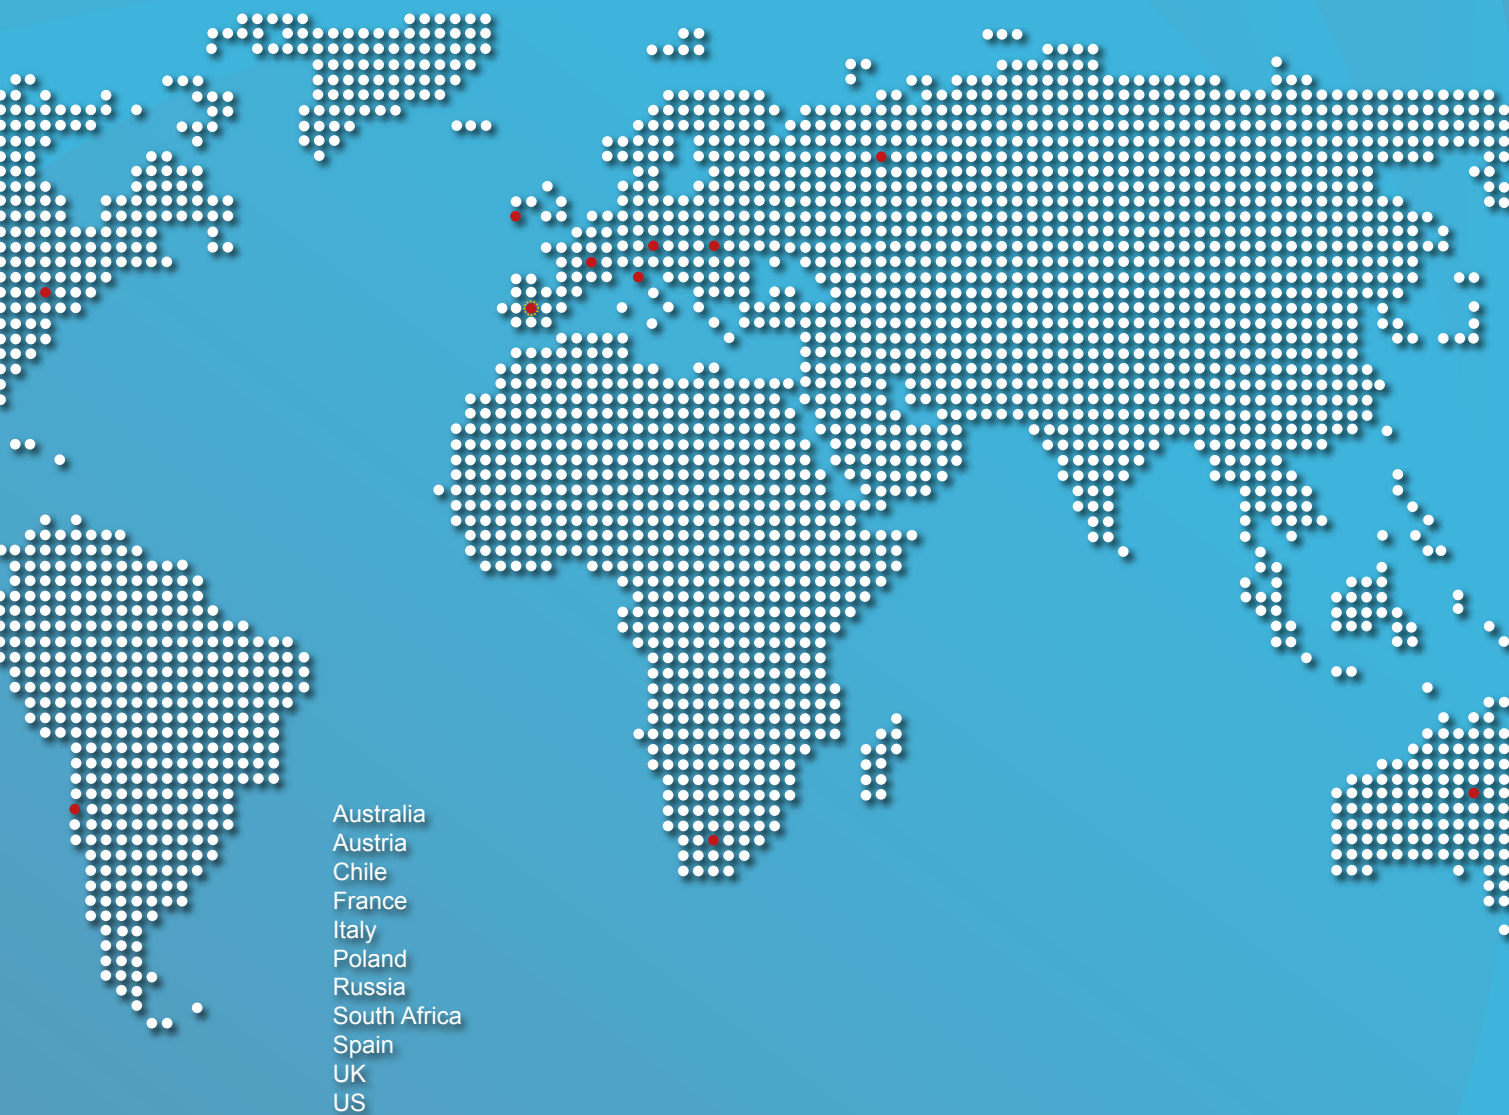 Australia
Austria
Chile
France
Italy
Poland
Russia
South Africa
Spain
UK
US